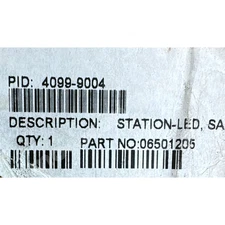 PID: 4099-9004
DESCRIPTION: STATION-LED, SA
QTY: 1 PART NO:06501205